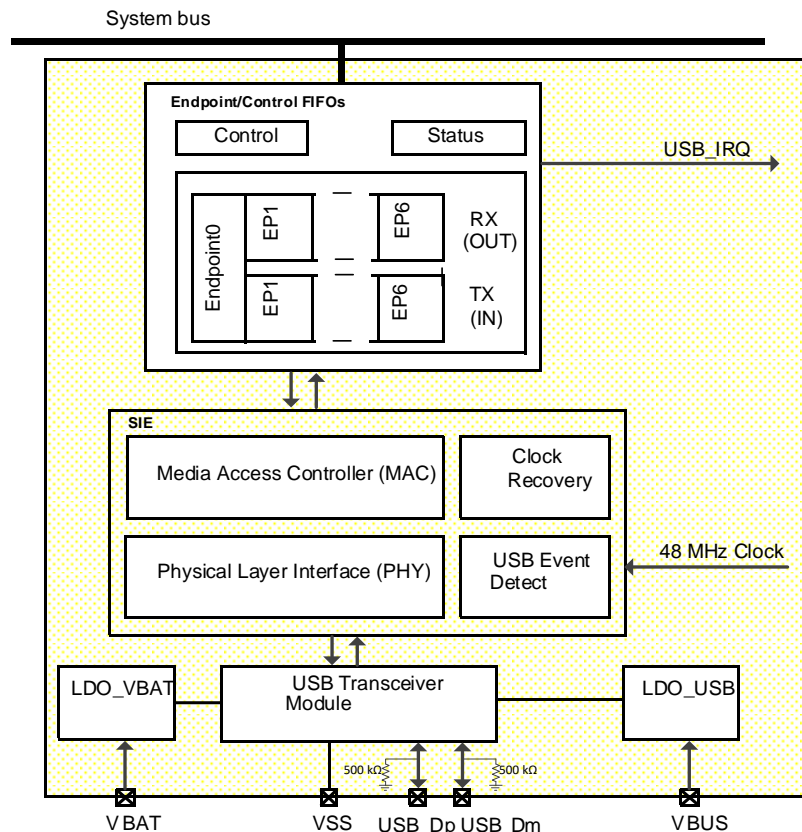 System bus
Endpoint/Control FIFOs
Control
Status
USB_IRQ
Endpoint0
EP1
EP6
RX
(OUT)
EP1
EP6
TX
(IN)
SIE
Media Access Controller (MAC)
Clock
Recovery
48 MHz Clock
Physical Layer Interface (PHY)
USB Event
Detect
LDO_VBAT
USB Transceiver
Module
LDO_USB
500 kΩ
500 kΩ
VBAT
VSS
USB_Dp
USB_Dm
VBUS